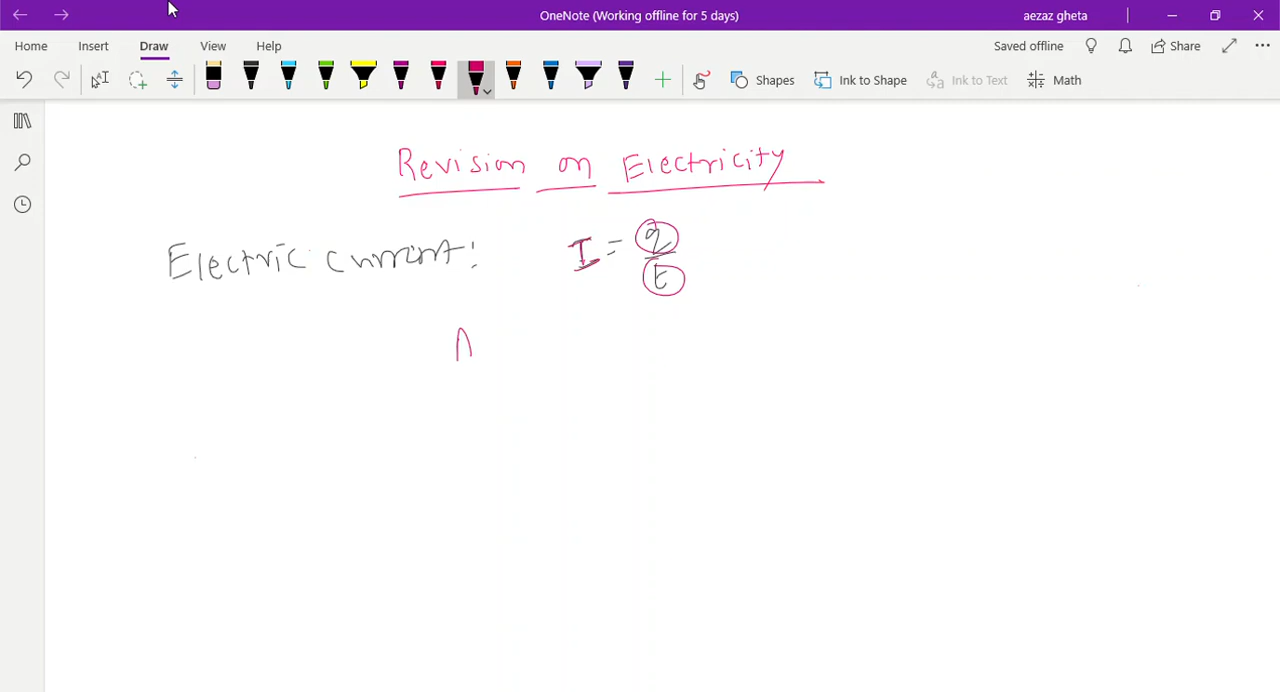 OneNote (Working offline for 5 days)
aezaz gheta
Home Insert Draw View Help
Saved offline
Share
Shapes
Ink to Shape
Ink to Text
Math
Revision on Electricity
Electric current: I = q/t